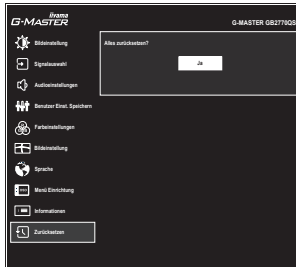 iiyama
G-MASTER
G-MASTER GB2770QS
Bildeinstellung
Alles zurücksetzen?
Signalauswahl
Ja
Audioeinstellungen
Benutzer Einst. Speichern
Farbeinstellungen
Bildeinstellung
Sprache
OSD
Menü Einrichtung
Informationen
Zurücksetzen